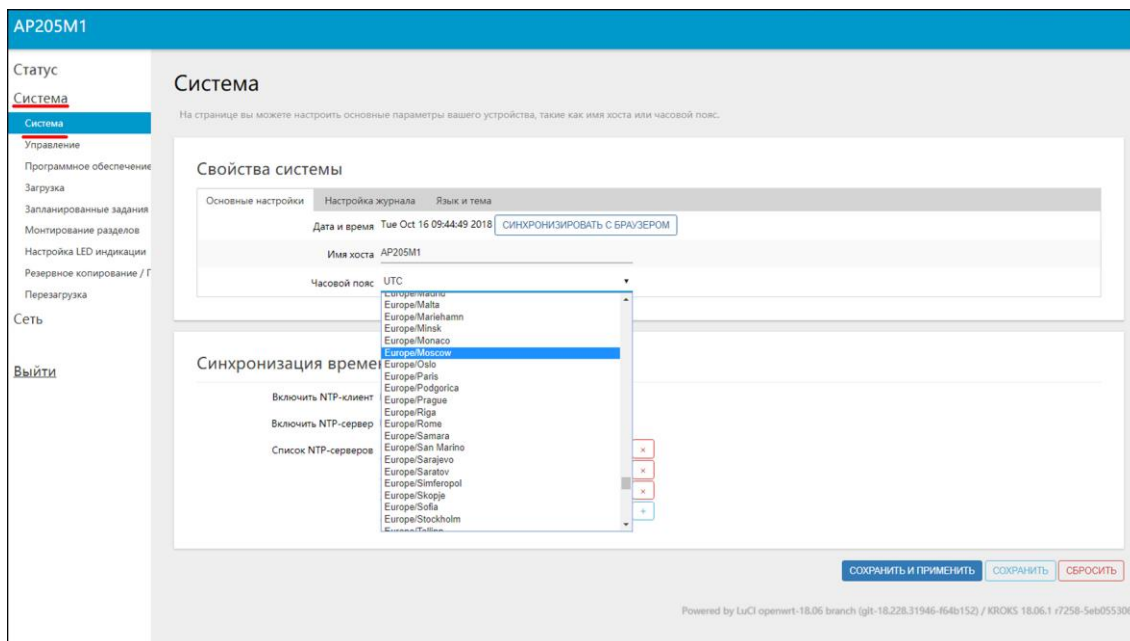 AP205M1
Статус
Система
Система
Управление
Программное обеспечение
Загрузка
Запланированные задания
Монтирование разделов
Настройка LED индикации
Резервное копирование /
Перезагрузка
Сеть
Выйти
Система
На странице вы можете настроить основные параметры вашего устройства, такие как имя хоста или часовой пояс.
Свойства системы
Основные настройки Настройка журнала Язык и тема
Дата и время Tue Oct 16 09:44:49 2018 СИНХРОНИЗИРОВАТЬ С БРАУЗЕРОМ
Имя хоста AP205M1
Часовой пояс UTC
Europe/Madrid
Europe/Malta
Europe/Mariehamn
Europe/Minsk
Europe/Monaco
Europe/Moscow
Europe/Oslo
Europe/Paris
Europe/Podgorica
Europe/Prague
Europe/Riga
Europe/Rome
Europe/Samara
Europe/San Marino
Europe/Sarajevo
Europe/Saratov
Europe/Simferopol
Europe/Skopje
Europe/Sofia
Europe/Stockholm
Europe/Tallinn
Синхронизация
Включить NTP-клиент
Включить NTP-сервер
Список NTP-серверов
СОХРАНИТЬ И ПРИМЕНИТЬ СОХРАНИТЬ СБРОСИТЬ
Powered by LuCI openwrt-18.06 branch (git-18.228.31946-f64b152) / KROKS 18.06.1 r7258-5eb055306